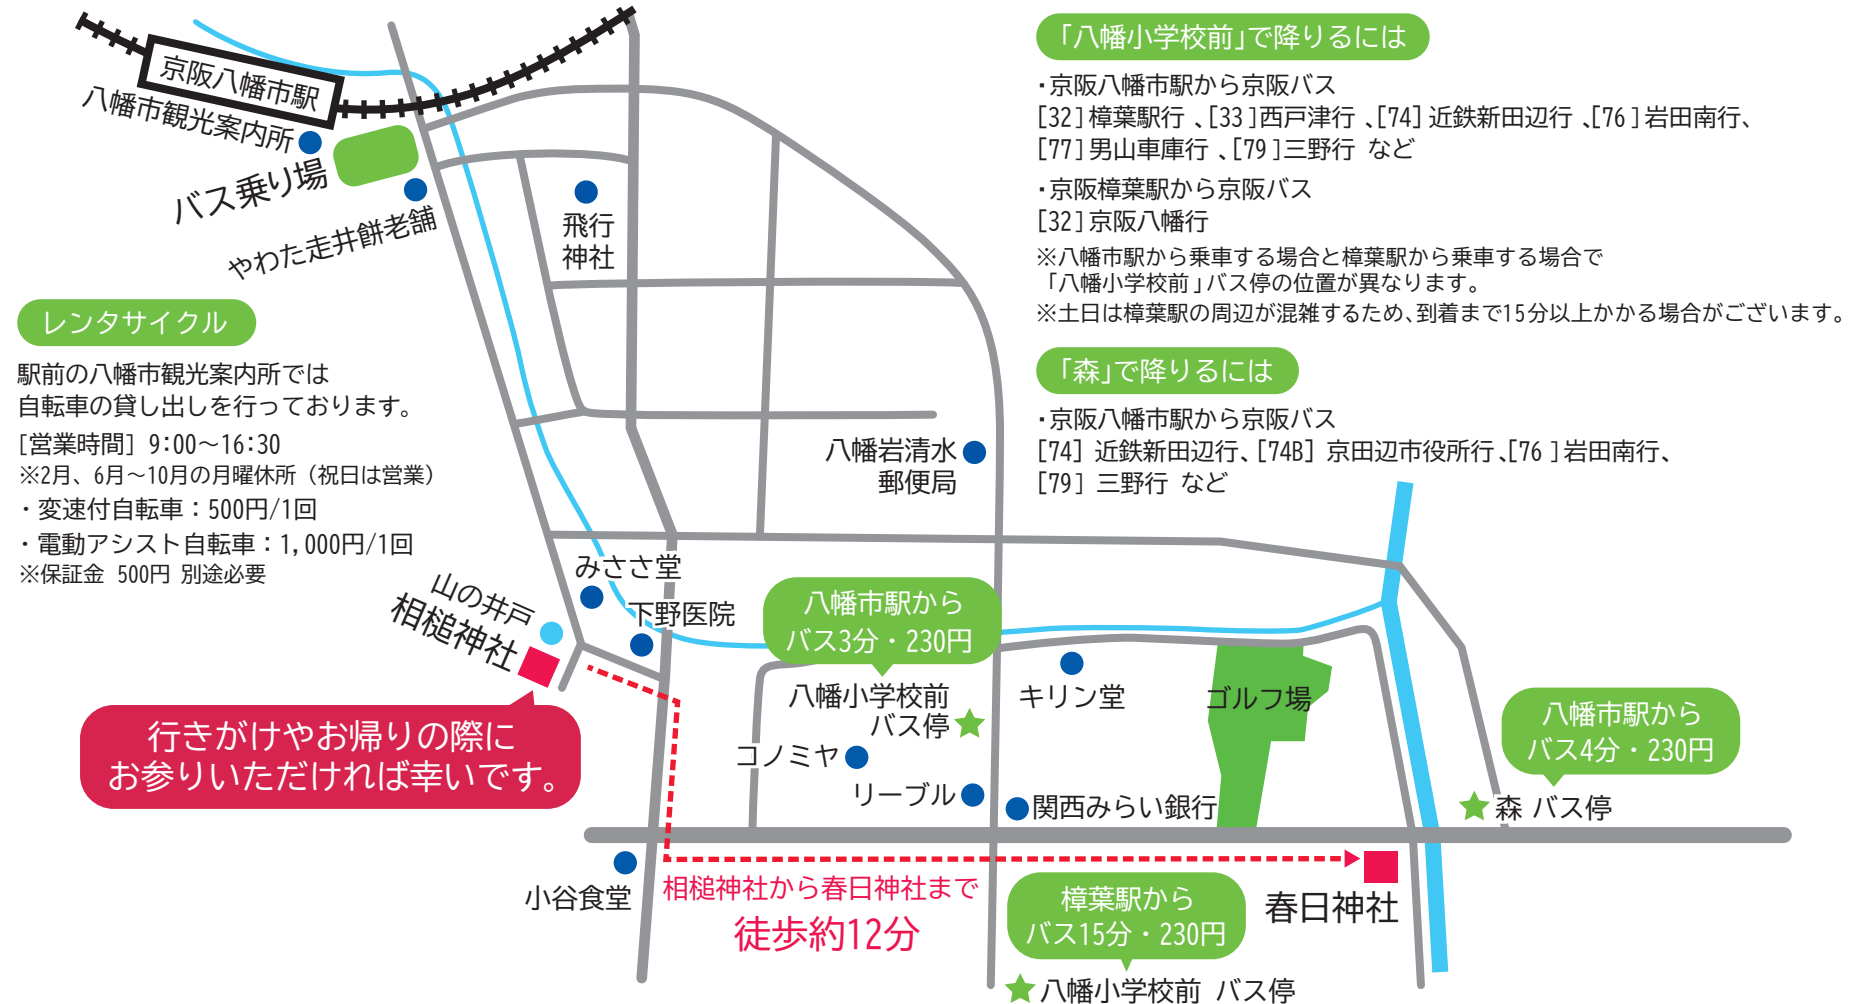 京阪八幡市駅
八幡市観光案内所
バス乗り場
やわた走井餅老舗
飛行
神社
レンタサイクル
駅前の八幡市観光案内所では
自転車の貸し出しを行っております。
[営業時間] 9:00～16:30
※2月、6月～10月の月曜休所（祝日は営業）
・変速付自転車：500円/1回
・電動アシスト自転車：1,000円/1回
※保証金 500円 別途必要
「八幡小学校前」で降りるには
・京阪八幡市駅から京阪バス
[32]樟葉駅行、[33]西戸津行、[74]近鉄新田辺行、[76]岩田南行、
[77]男山車庫行、[79]三野行 など
・京阪樟葉駅から京阪バス
[32]京阪八幡行
※八幡市駅から乗車する場合と樟葉駅から乗車する場合で
「八幡小学校前」バス停の位置が異なります。
※土日は樟葉駅の周辺が混雑するため、到着まで15分以上かかる場合がございます。
「森」で降りるには
・京阪八幡市駅から京阪バス
[74] 近鉄新田辺行、[74B] 京田辺市役所行、[76]岩田南行、
[79] 三野行 など
八幡岩清水
郵便局
みささ堂
下野医院
山の井戸
相槌神社
行きがけやお帰りの際に
お参りいただければ幸いです。
八幡市駅から
バス3分・230円
八幡小学校前
バス停
コノミヤ
リーブル
キリン堂
ゴルフ場
関西みらい銀行
八幡市駅から
バス4分・230円
森 バス停
小谷食堂
相槌神社から春日神社まで
徒歩約12分
春日神社
樟葉駅から
バス15分・230円
八幡小学校前 バス停